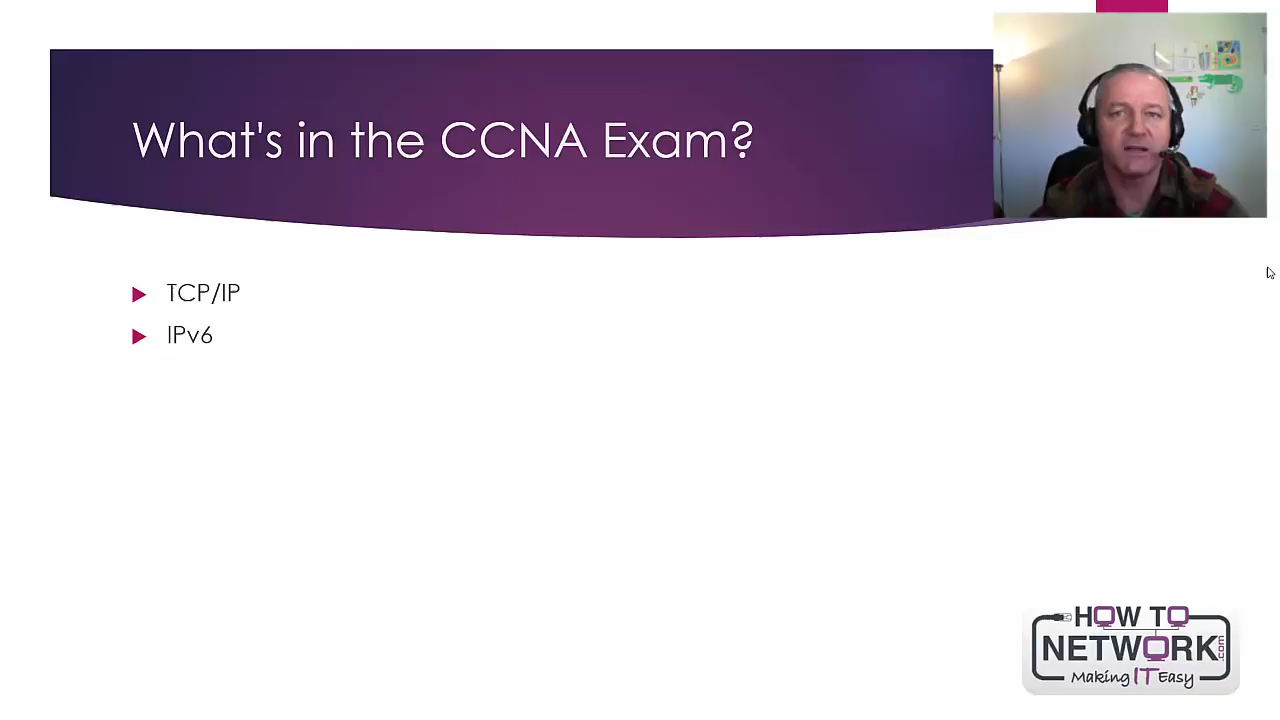 What's in the CCNA Exam?
TCP/IP
IPv6
HOW TO
NETWORK.com
Making IT Easy